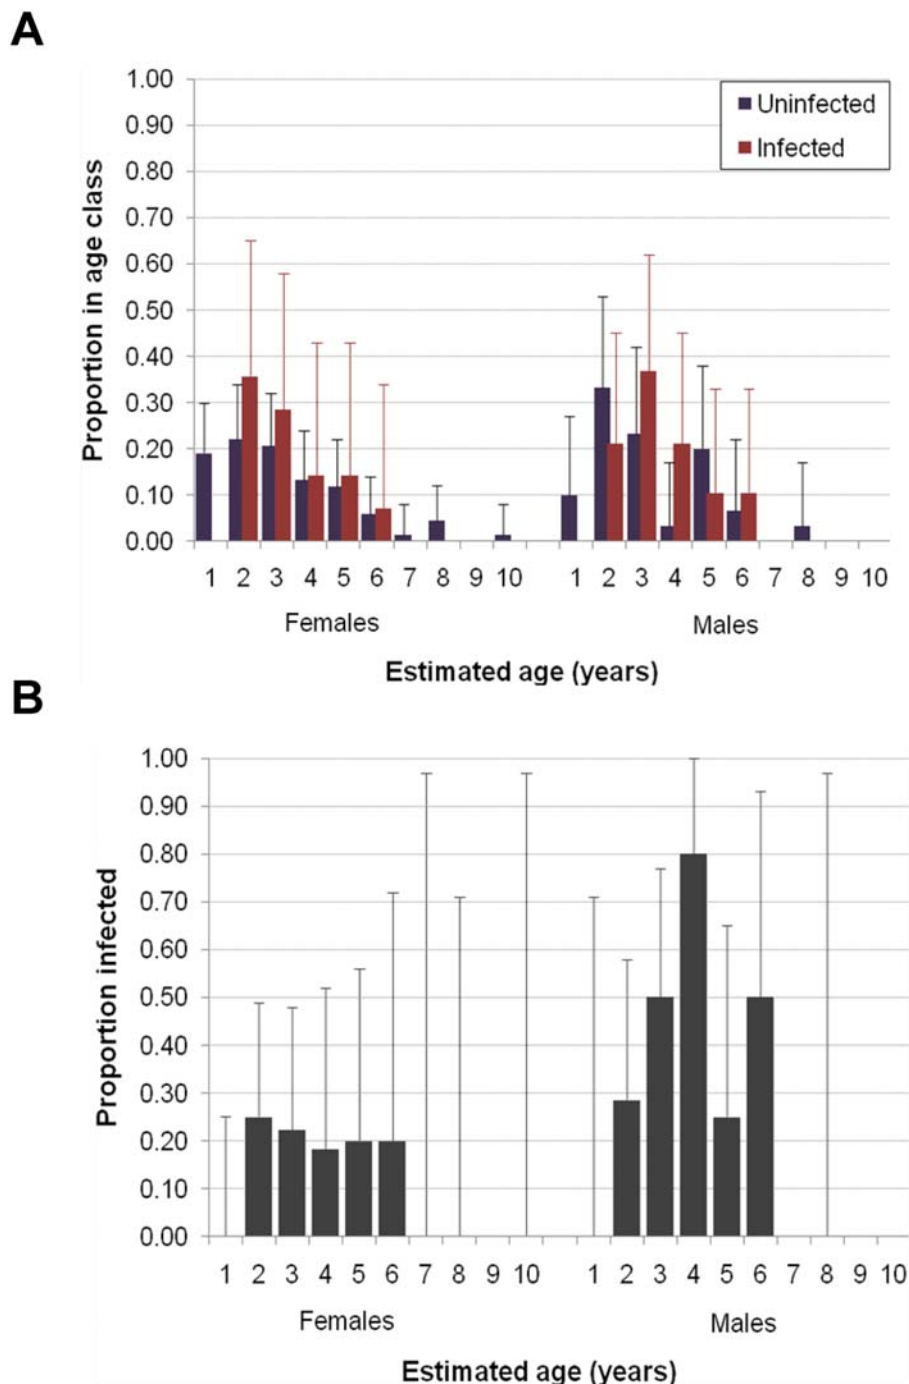 A
Proportion in age class
1.00
0.90
0.80
0.70
0.60
0.50
0.40
0.30
0.20
0.10
0.00
Uninfected
Infected
1 2 3 4 5 6 7 8 9 10 1 2 3 4 5 6 7 8 9 10
Females Males
Estimated age (years)
B
Proportion infected
1.00
0.90
0.80
0.70
0.60
0.50
0.40
0.30
0.20
0.10
0.00
1 2 3 4 5 6 7 8 9 10 1 2 3 4 5 6 7 8 9 10
Females Males
Estimated age (years)